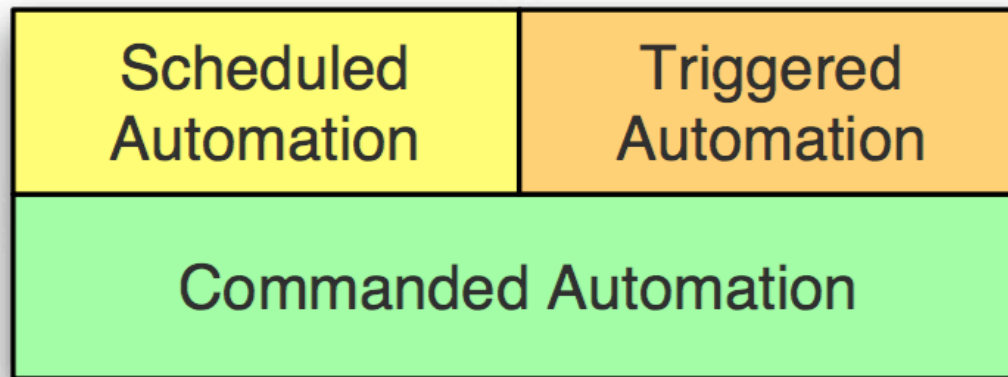 Scheduled
Automation
Triggered
Automation
Commanded Automation